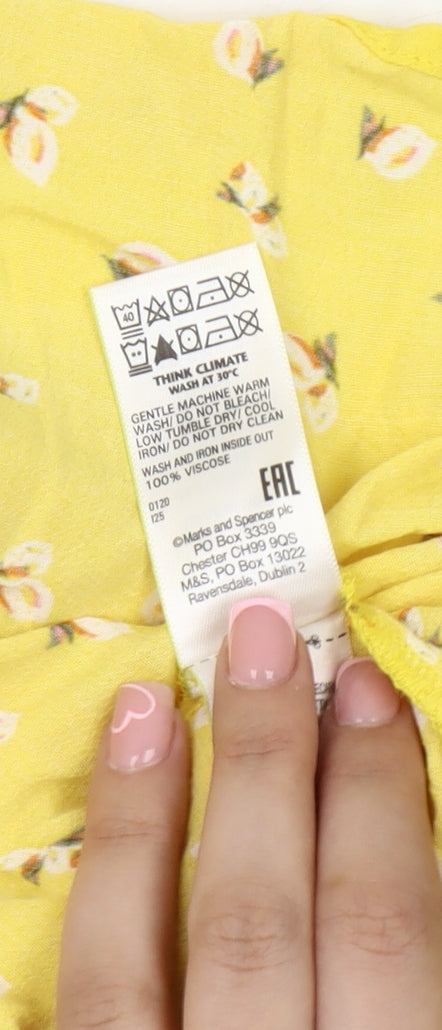 40
THINK CLIMATE
WASH AT 30°C
GENTLE MACHINE WARM
WASH/ DO NOT BLEACH/
LOW TUMBLE DRY/ COOL
IRON/ DO NOT DRY CLEAN
WASH AND IRON INSIDE OUT
100% VISCOSE
EAC
0120
I25
©Marks and Spencer plc
PO Box 3339
Chester CH99 9QS
M&S, PO Box 13022
Ravensdale, Dublin 2